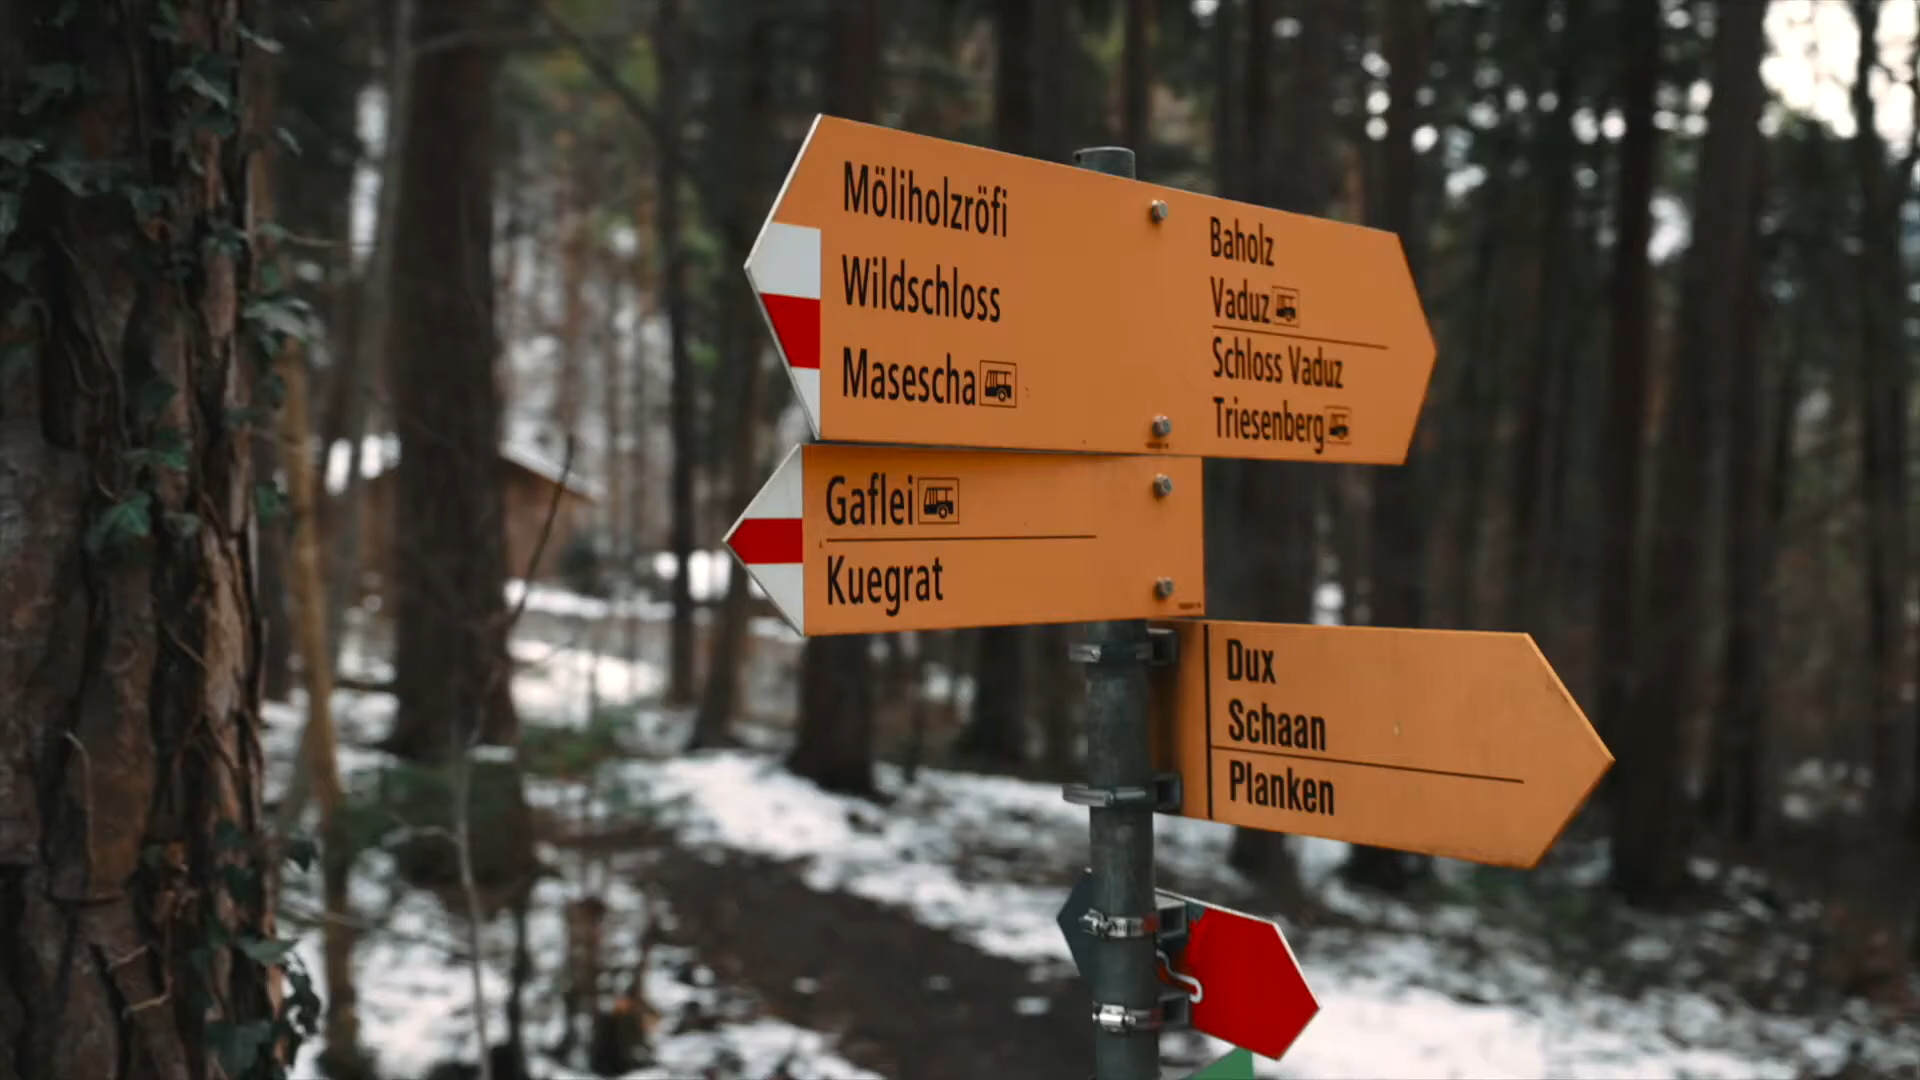 Möliholzröfi
Wildschloss
Masescha
Baholz
Vaduz
Schloss Vaduz
Triesenberg
Gaflei
Kuegrat
Dux
Schaan
Planken